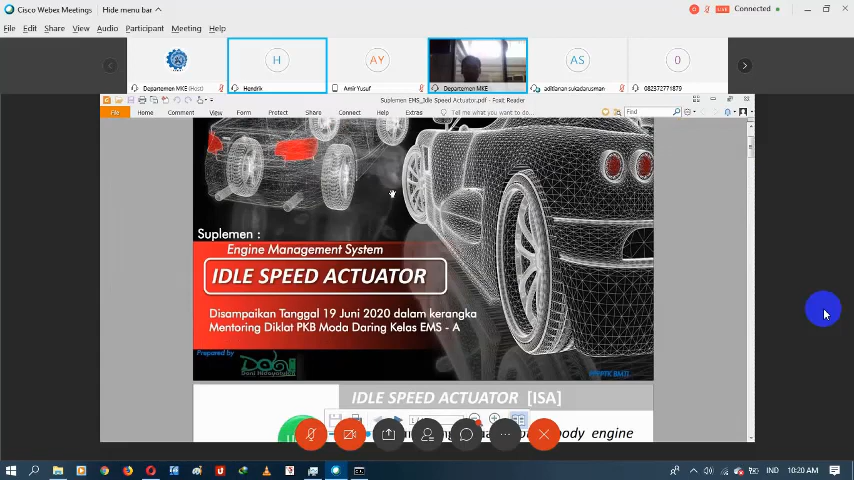 Cisco Webex Meetings
Hide menu bar
Connected
File Edit Share View Audio Participant Meeting Help
H
AY
AS
0
Departemen MKE (Host)
Hendrik
Amir Yusuf
Departemen MKE
aditiaran sukadarusman
082372771879
Suplemen EMS_Idle Speed Actuator.pdf - Foxit Reader
File Home Comment View Form Protect Share Connect Help Extras
Tell me what you want to do...
Find
Suplemen :
Engine Management System
IDLE SPEED ACTUATOR
Disampaikan Tanggal 19 Juni 2020 dalam kerangka
Mentoring Diklat PKB Moda Daring Kelas EMS - A
Prepared by
IDLE SPEED ACTUATOR [ISA]
body engine
IND
10:20 AM